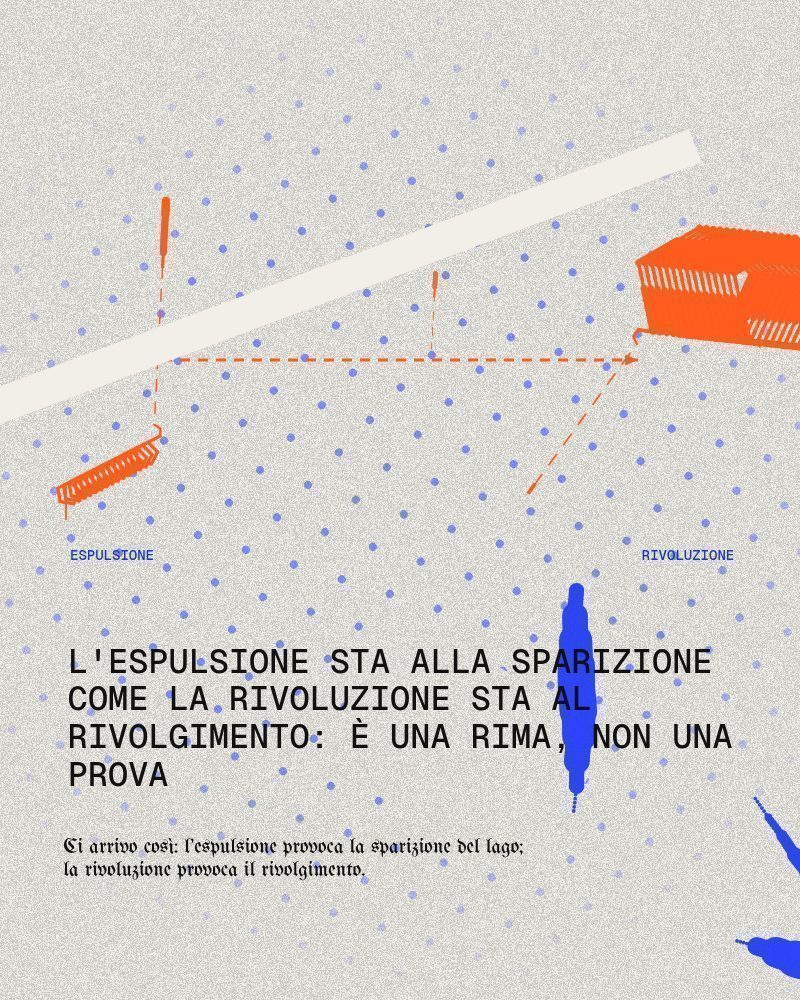 ESPULSIONE
RIVOLUZIONE
L'ESPULSIONE STA ALLA SPARIZIONE
COME LA RIVOLUZIONE STA AL
RIVOLGIMENTO: È UNA RIMA, NON UNA
PROVA
Ci arrivo così: l'espulsione provoca la sparizione del lago;
la rivoluzione provoca il rivolgimento.